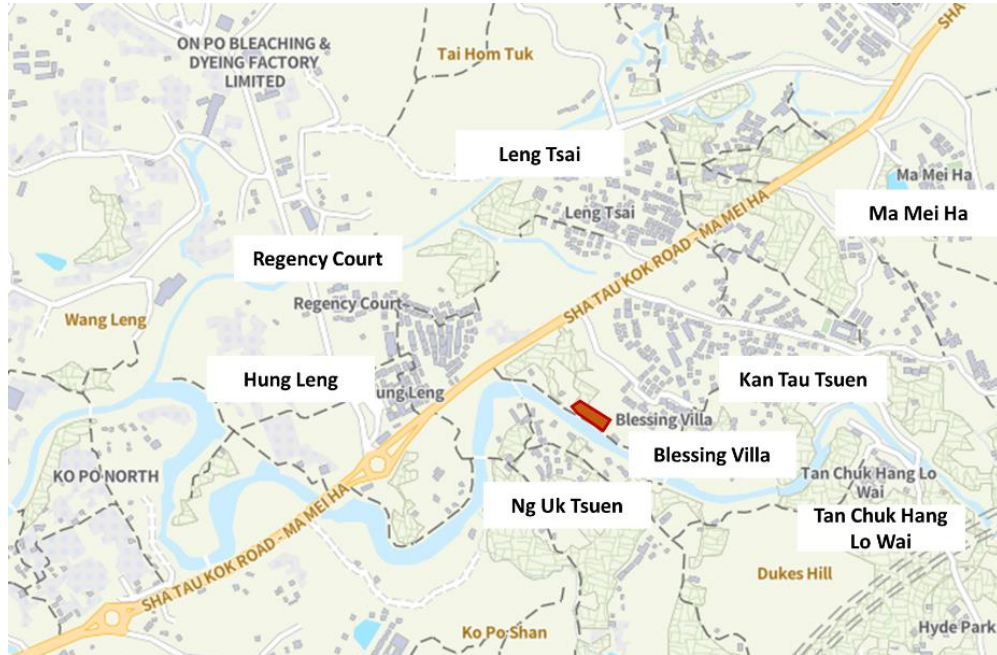 SHA
ON PO BLEACHING &
DYEING FACTORY
LIMITED
Tai Hom Tuk
Leng Tsai
Ma Mei Ha
Ma Mei Ha
Leng Tsai
Regency Court
SHA TAU KOK ROAD - MA MEI HA
Regency Court
Wang Leng
Hung Leng
Kan Tau Tsuen
ung Leng
Blessing Villa
Blessing Villa
KO PO NORTH
Tan Chuk Hang Lo
Wai
Ng Uk Tsuen
Tan Chuk Hang
Lo Wai
SHA TAU KOK ROAD - MA MEI HA
Dukes Hill
Ko Po Shan
Hyde Park